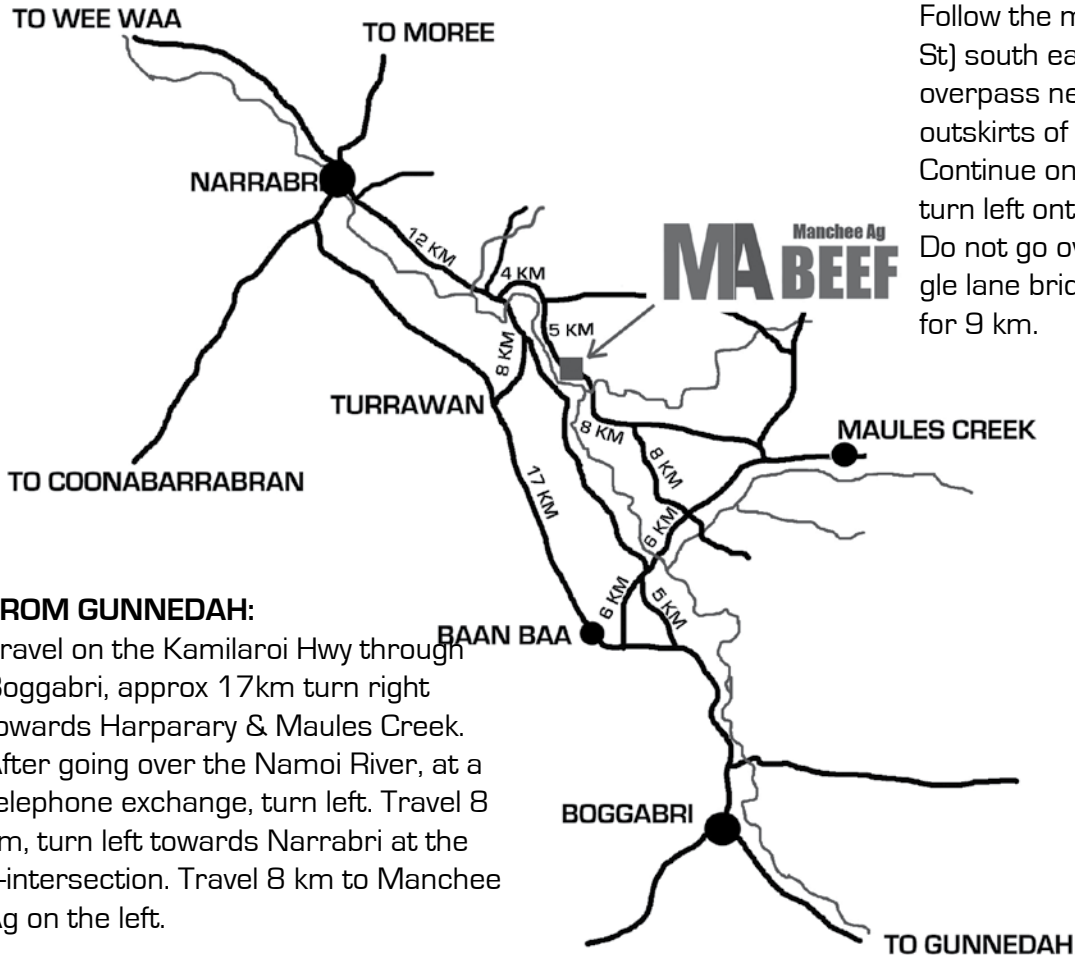 TO WEE WAA
TO MOREE
NARRABRI
12 KM
4 KM
5 KM
8 KM
MA
Manchee Ag
BEEF
Follow the m
St) south ea
overpass ne
outskirts of
Continue on
turn left ont
Do not go ov
gle lane brid
for 9 km.
TURRAWAN
TO COONABARRABRAN
17 KM
8 KM
8 KM
MAULES CREEK
6 KM
6 KM
5 KM
BAAN BAA
ROM GUNNEDAH:
ravel on the Kamilaroi Hwy through
Boggabri, approx 17km turn right
owards Harparary & Maules Creek.
After going over the Namoi River, at a
elephone exchange, turn left. Travel 8
m, turn left towards Narrabri at the
-intersection. Travel 8 km to Manchee
Ag on the left.
BOGGABRI
TO GUNNEDAH